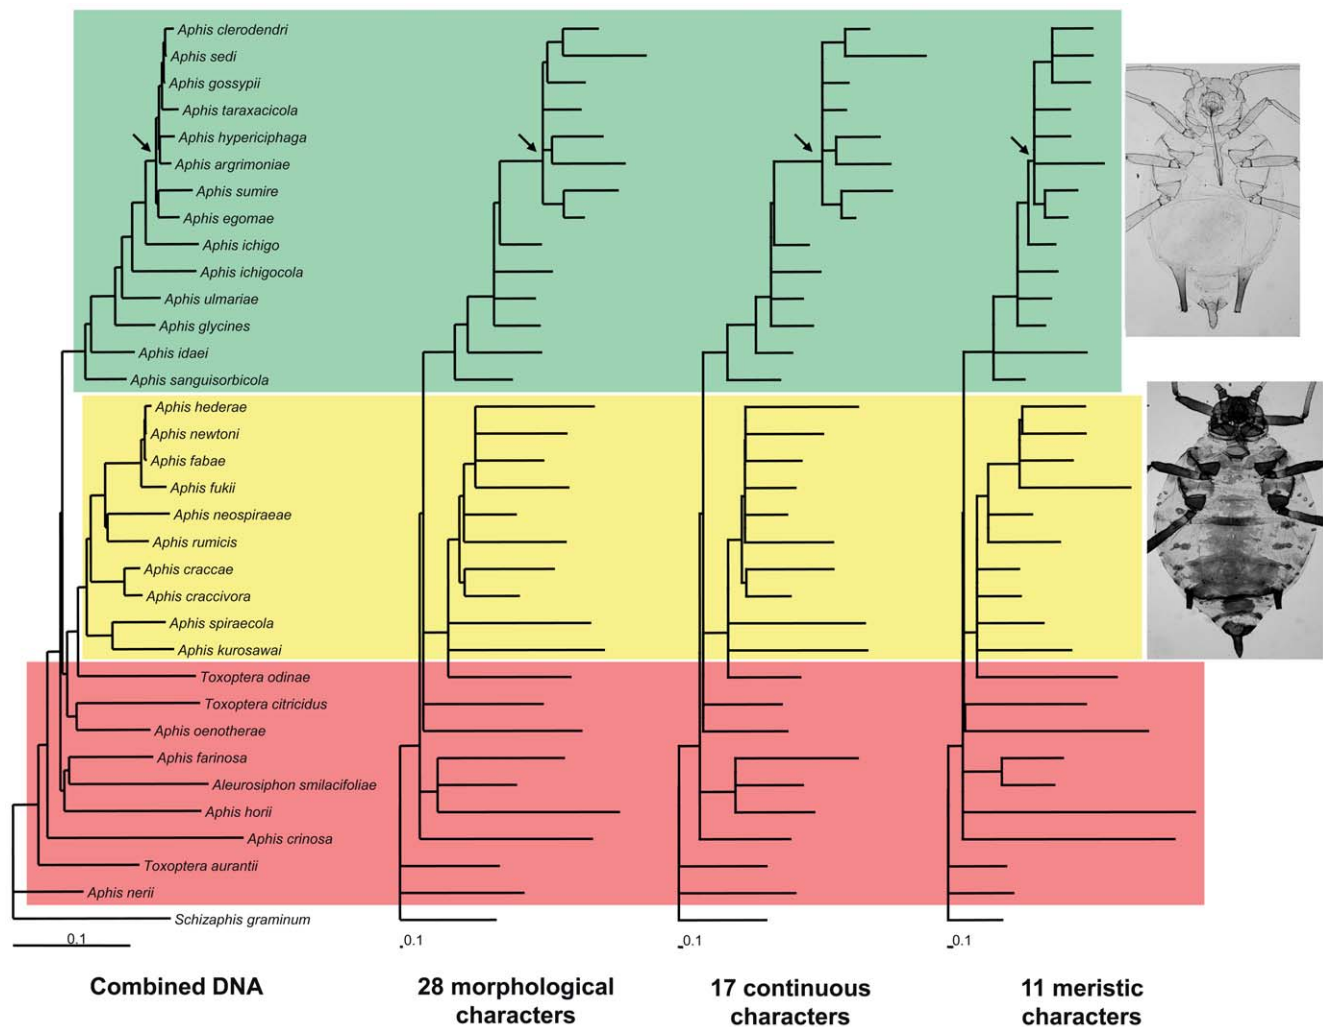 Aphis clerodendri
Aphis sedi
Aphis gossypii
Aphis taraxacicola
Aphis hypericiphaga
Aphis argrimoniae
Aphis sumire
Aphis egomae
Aphis ichigo
Aphis ichigocola
Aphis ulmariae
Aphis glycines
Aphis idaei
Aphis sanguisorbicola
Aphis hederae
Aphis newtoni
Aphis fabae
Aphis fukii
Aphis neospiraeae
Aphis rumicis
Aphis craccae
Aphis craccivora
Aphis spiraecola
Aphis kurosawai
Toxoptera odinae
Toxoptera citricidus
Aphis oenotherae
Aphis farinosa
Aleurosiphon smilacifoliae
Aphis horii
Aphis crinosa
Toxoptera aurantii
Aphis nerii
Schizaphis graminum
0.1 0.1 0.1 0.1
Combined DNA
28 morphological
characters
17 continuous
characters
11 meristic
characters